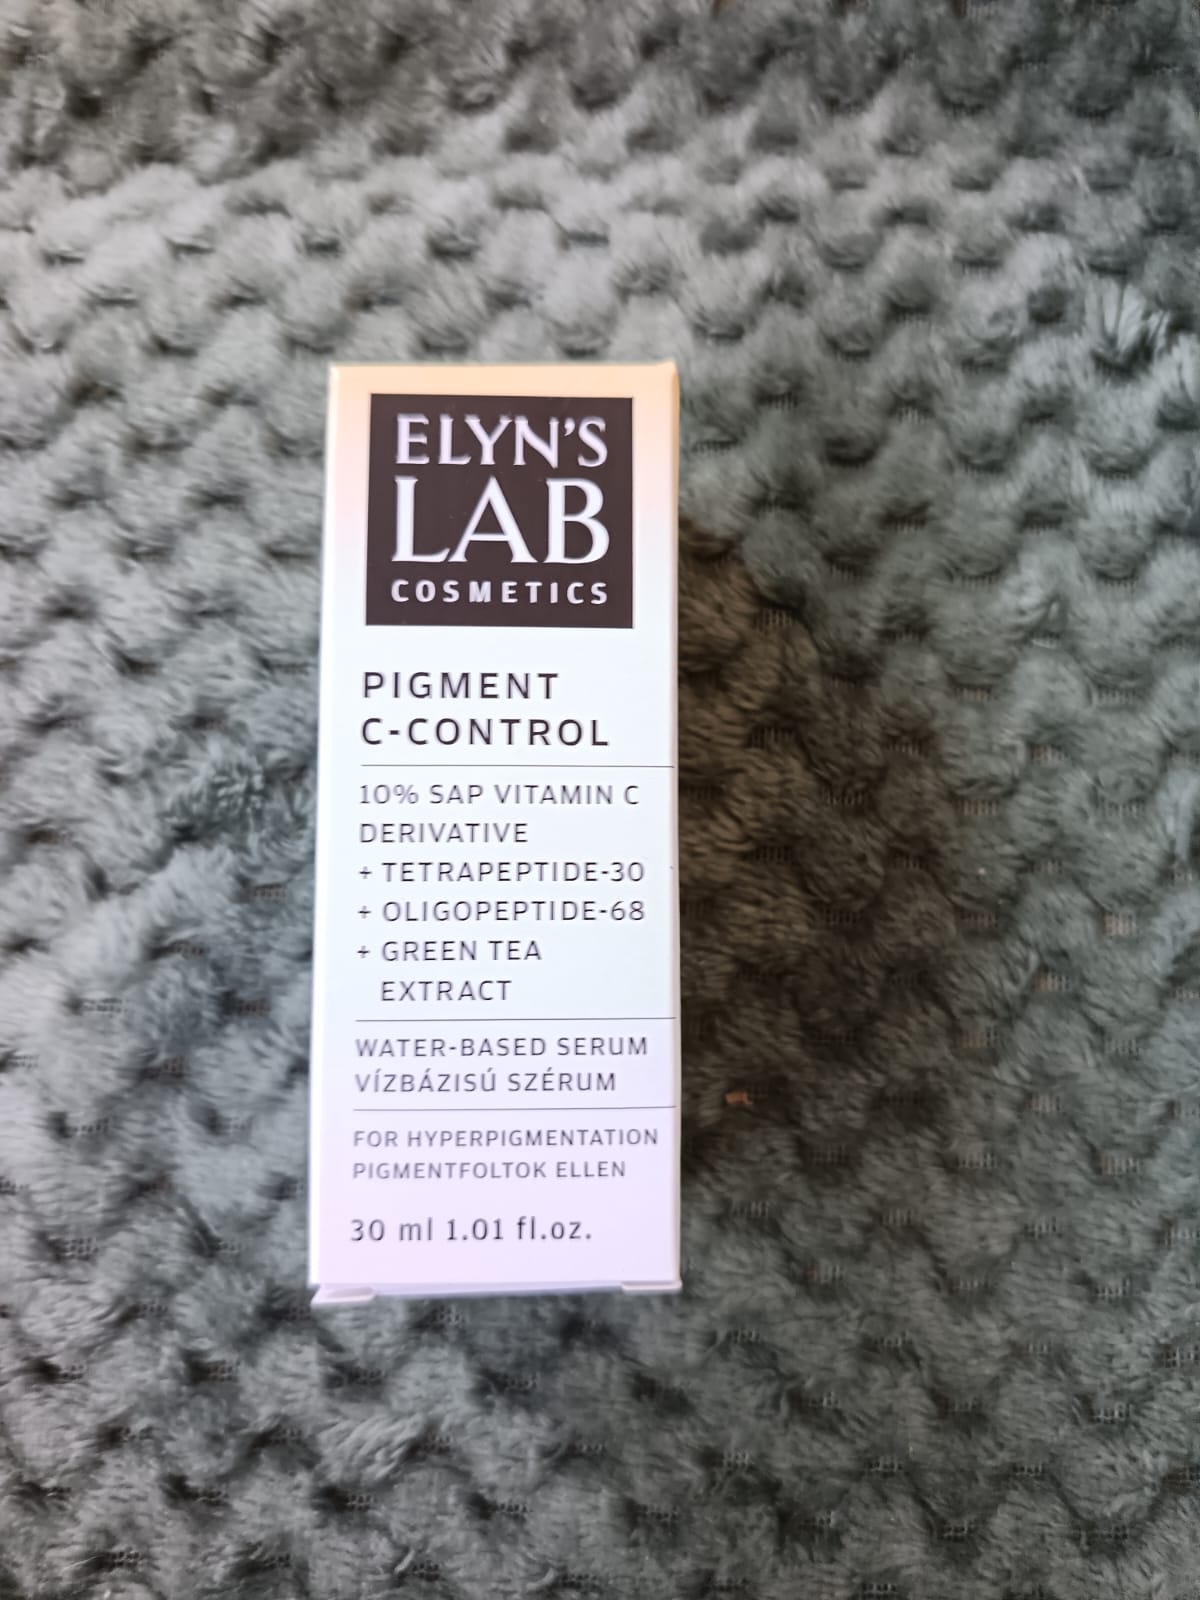 ELYN'S
LAB
COSMETICS
PIGMENT
C-CONTROL
10% SAP VITAMIN C
DERIVATIVE
+ TETRAPEPTIDE-30
+ OLIGOPEPTIDE-68
+ GREEN TEA
EXTRACT
WATER-BASED SERUM
VÍZBÁZISÚ SZÉRUM
FOR HYPERPIGMENTATION
PIGMENTFOLTOK ELLEN
30 ml 1.01 fl.oz.